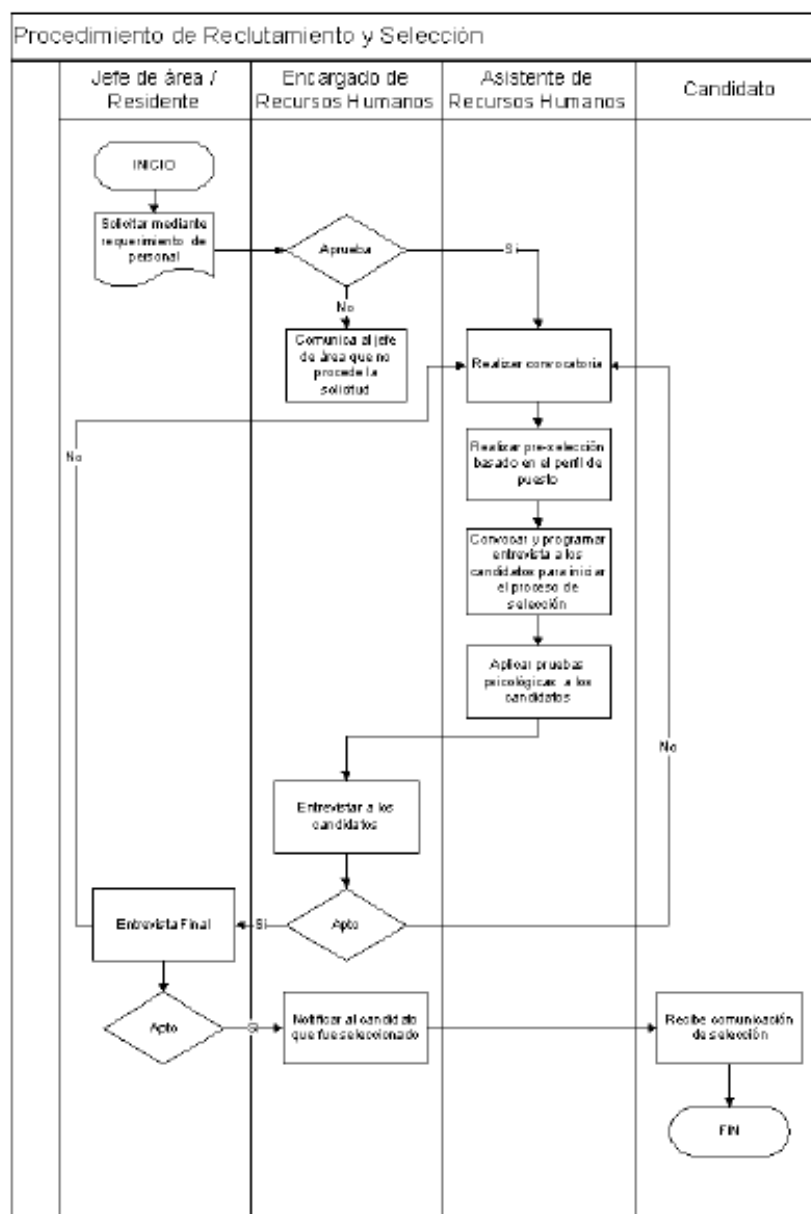 Procedimiento de Reclutamiento y Selección
Jefe de área /
Residente
Encargado de
Recursos Humanos
Asistente de
Recursos Humanos
Candidato
INICIO
Solicitar mediante
requerimiento de
personal
Aprueba
Si
No
Comunica al jefe
de área que no
procede la
solicitud
Realizar convocatoria
No
Realizar pre-selección
basado en el perfil de
puesto
Convocar y programar
entrevista a los
candidatos para iniciar
el proceso de
selección
Aplicar pruebas
psicológicas a los
candidatos
No
Entrevistar a los
candidatos
Entrevista Final
Si
Apto
Apto
Si
Notificar al candidato
que fue seleccionado
Recibe comunicación
de selección
FIN